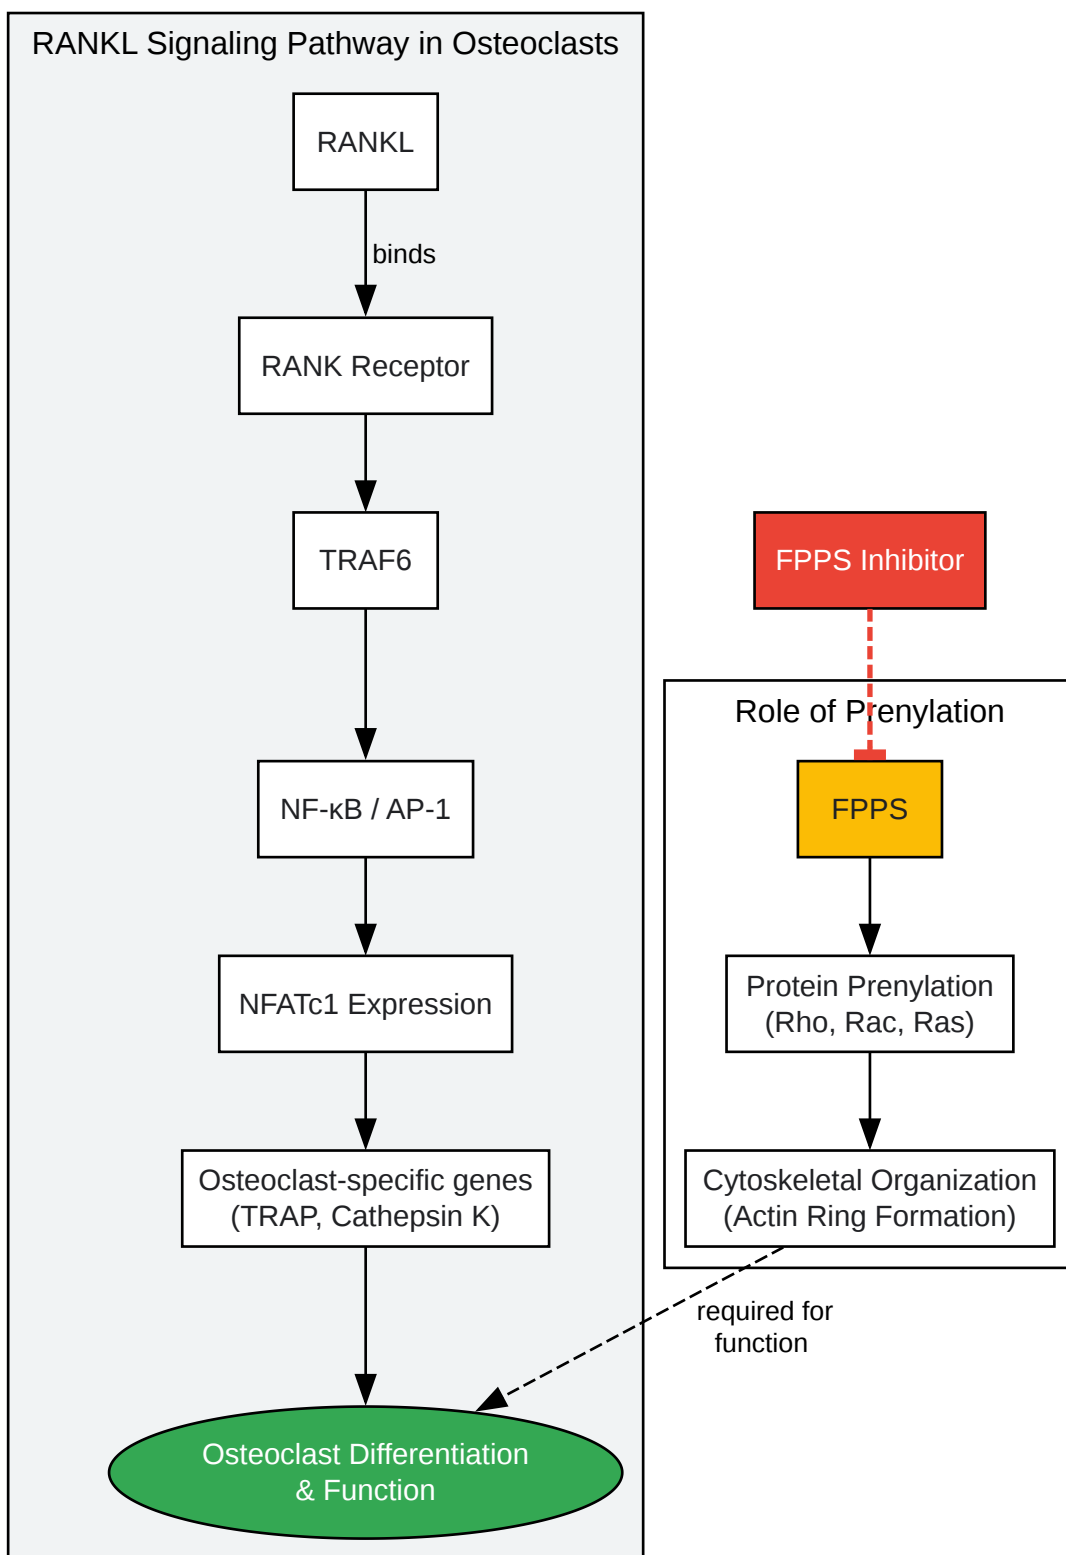 RANKL Signaling Pathway in Osteoclasts
RANKL
binds
RANK Receptor
TRAF6
NF-κB / AP-1
NFATc1 Expression
Osteoclast-specific genes
(TRAP, Cathepsin K)
Osteoclast Differentiation
& Function
FPPS Inhibitor
Role of Prenylation
FPPS
Protein Prenylation
(Rho, Rac, Ras)
Cytoskeletal Organization
(Actin Ring Formation)
required for
function